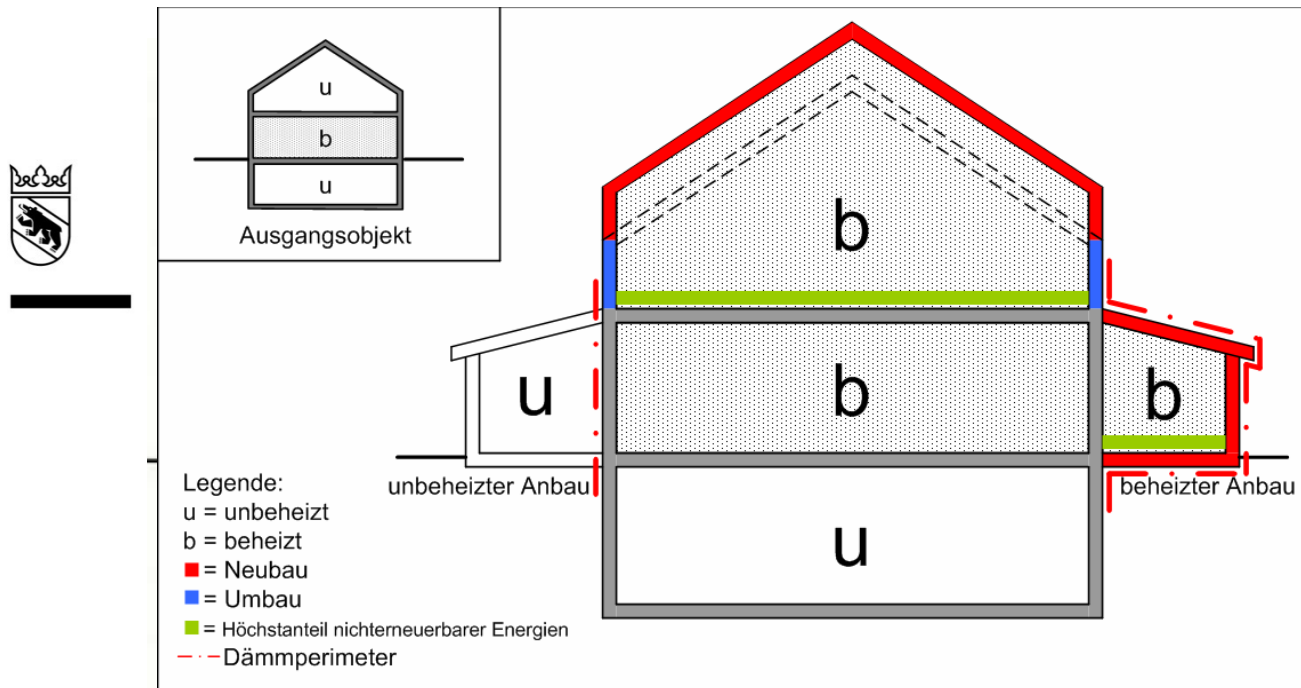 u
b
u
Ausgangsobjekt
b
u
b
b
unbeheizter Anbau
beheizter Anbau
u
Legende:
u = unbeheizt
b = beheizt
= Neubau
= Umbau
= Höchstanteil nichterneuerbarer Energien
Dämmperimeter